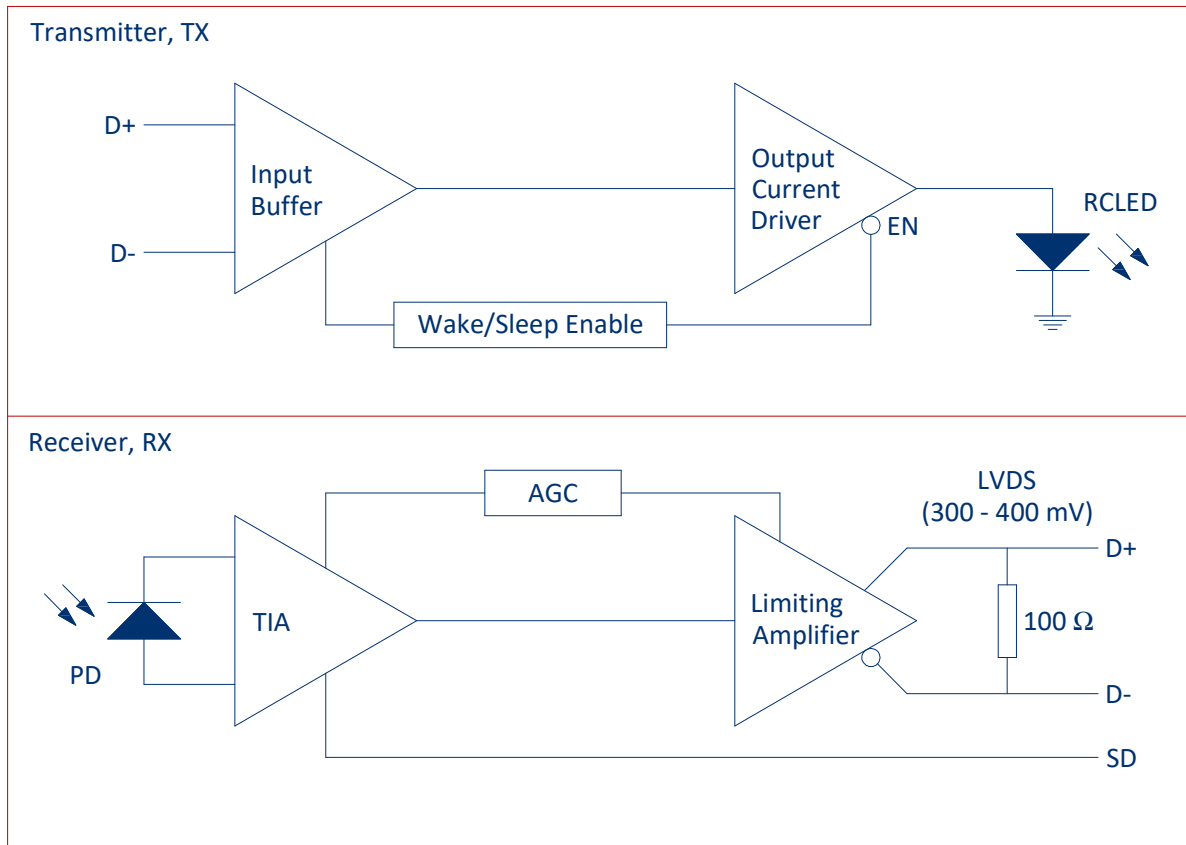 Transmitter, TX
D+
D-
Input
Buffer
Output
Current
Driver
EN
RCLED
Wake/Sleep Enable
Receiver, RX
AGC
LVDS
(300 - 400 mV)
PD
TIA
Limiting
Amplifier
D+
100 Ω
D-
SD